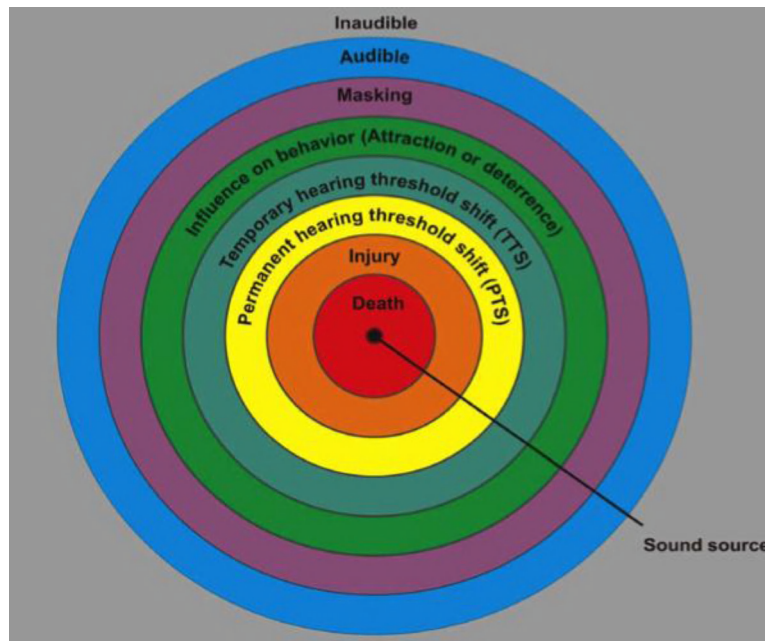 Inaudible
Audible
Masking
Influence on behavior (Attraction or deterrence)
Temporary hearing threshold shift (TTS)
Permanent hearing threshold shift (PTS)
Injury
Death
Sound source